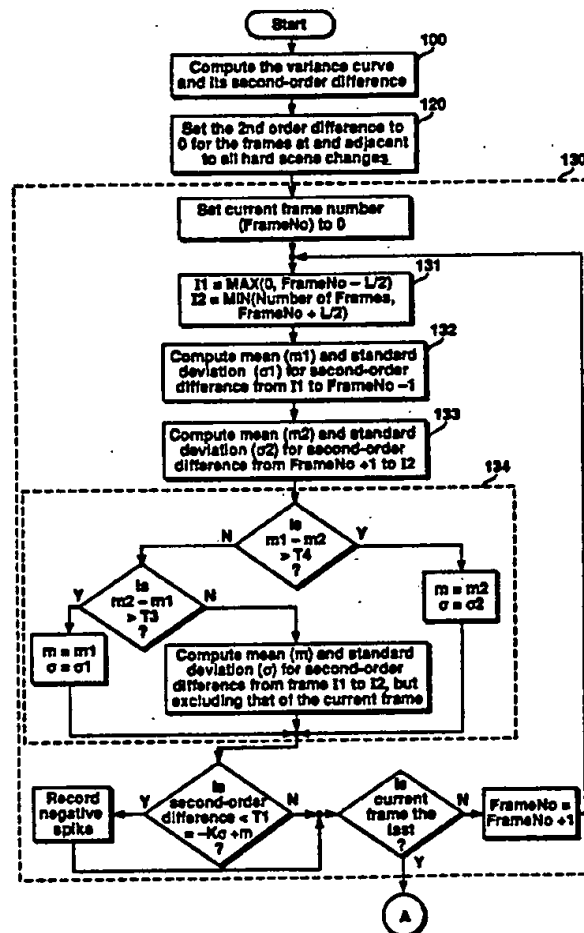 Start
100
Compute the variance curve
and its second-order difference
120
Set the 2nd order difference to
0 for the frames at and adjacent
to all hard scene changes
130
Set current frame number
(FrameNo) to 0
131
I1 = MAX(0, FrameNo – L/2)
I2 = MIN(Number of Frames,
FrameNo + L/2)
132
Compute mean (m1) and standard
deviation (σ1) for second-order
difference from I1 to FrameNo –1
133
Compute mean (m2) and standard
deviation (σ2) for second-order
difference from FrameNo +1 to I2
134
N
Is
m1 – m2
> T4
?
Y
Y
Is
m2 – m1
> T3
?
N
m = m2
σ = σ2
m = m1
σ = σ1
Compute mean (m) and standard
deviation (σ) for second-order
difference from frame I1 to I2, but
excluding that of the current frame
Record
negative
spike
Y
Is
second-order
difference < T1
= –Kσ +m
?
N
Is
current
frame the
last
?
N
FrameNo =
FrameNo +1
Y
A